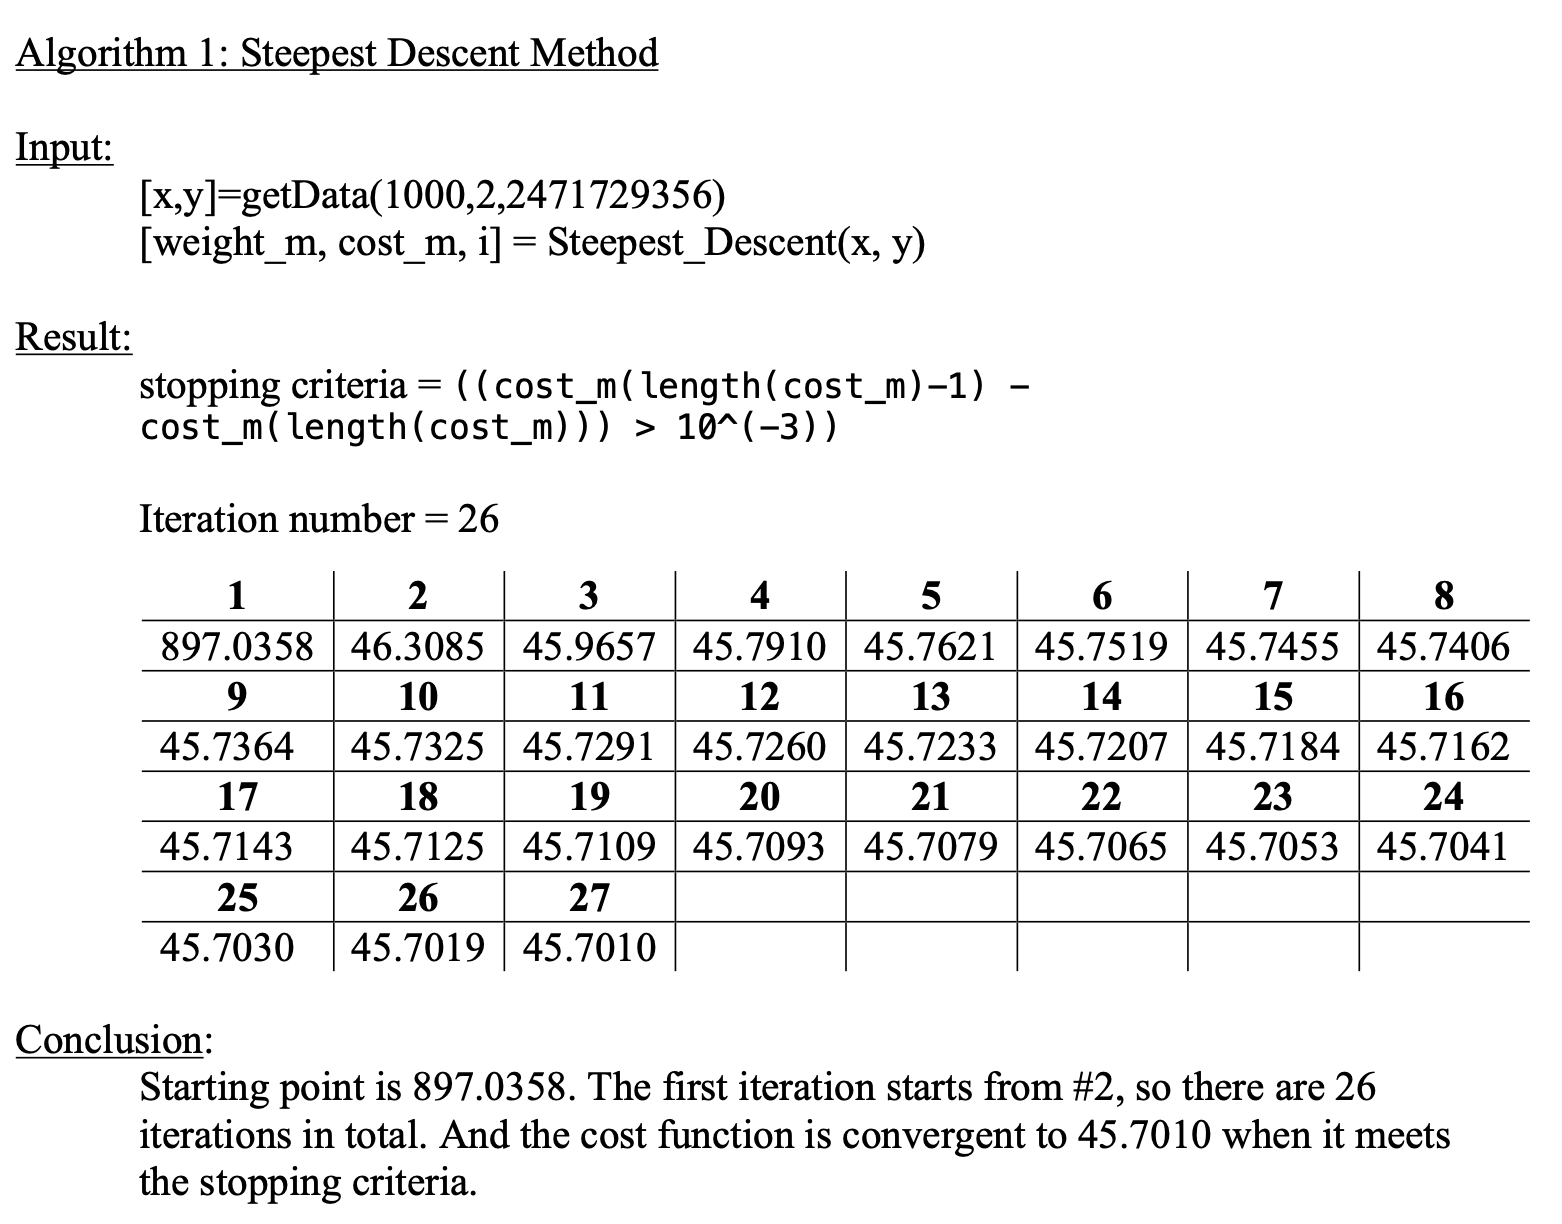 Algorithm 1: Steepest Descent Method
Input:
[x,y]=getData(1000,2,2471729356)
[weight_m, cost_m, i] = Steepest_Descent(x, y)
Result:
stopping criteria = ((cost_m(length(cost_m)-1) -
cost_m(length(cost_m))) > 10^(-3))
Iteration number = 26
1 2 3 4 5 6 7 8
897.0358 46.3085 45.9657 45.7910 45.7621 45.7519 45.7455 45.7406
9 10 11 12 13 14 15 16
45.7364 45.7325 45.7291 45.7260 45.7233 45.7207 45.7184 45.7162
17 18 19 20 21 22 23 24
45.7143 45.7125 45.7109 45.7093 45.7079 45.7065 45.7053 45.7041
25 26 27
45.7030 45.7019 45.7010
Conclusion:
Starting point is 897.0358. The first iteration starts from #2, so there are 26
iterations in total. And the cost function is convergent to 45.7010 when it meets
the stopping criteria.